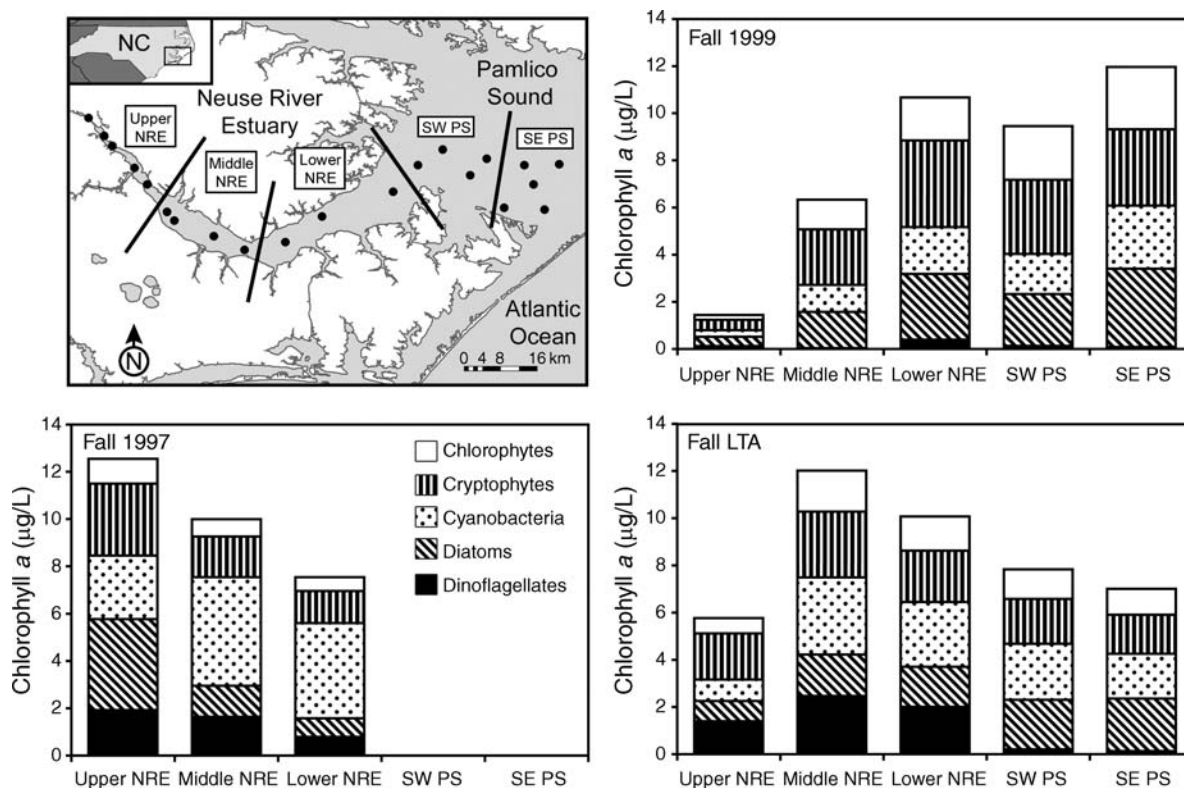 NC
Neuse River
Estuary
Pamlico
Sound
Upper
NRE
Middle
NRE
Lower
NRE
SW PS
SE PS
Atlantic
Ocean
N
0 4 8 16 km
Fall 1999
Chlorophyll a (µg/L)
14
12
10
8
6
4
2
0
Upper NRE Middle NRE Lower NRE SW PS SE PS
Fall 1997
Chlorophyll a (µg/L)
14
12
10
8
6
4
2
0
Chlorophytes
Cryptophytes
Cyanobacteria
Diatoms
Dinoflagellates
Upper NRE Middle NRE Lower NRE SW PS SE PS
Fall LTA
Chlorophyll a (µg/L)
14
12
10
8
6
4
2
0
Upper NRE Middle NRE Lower NRE SW PS SE PS